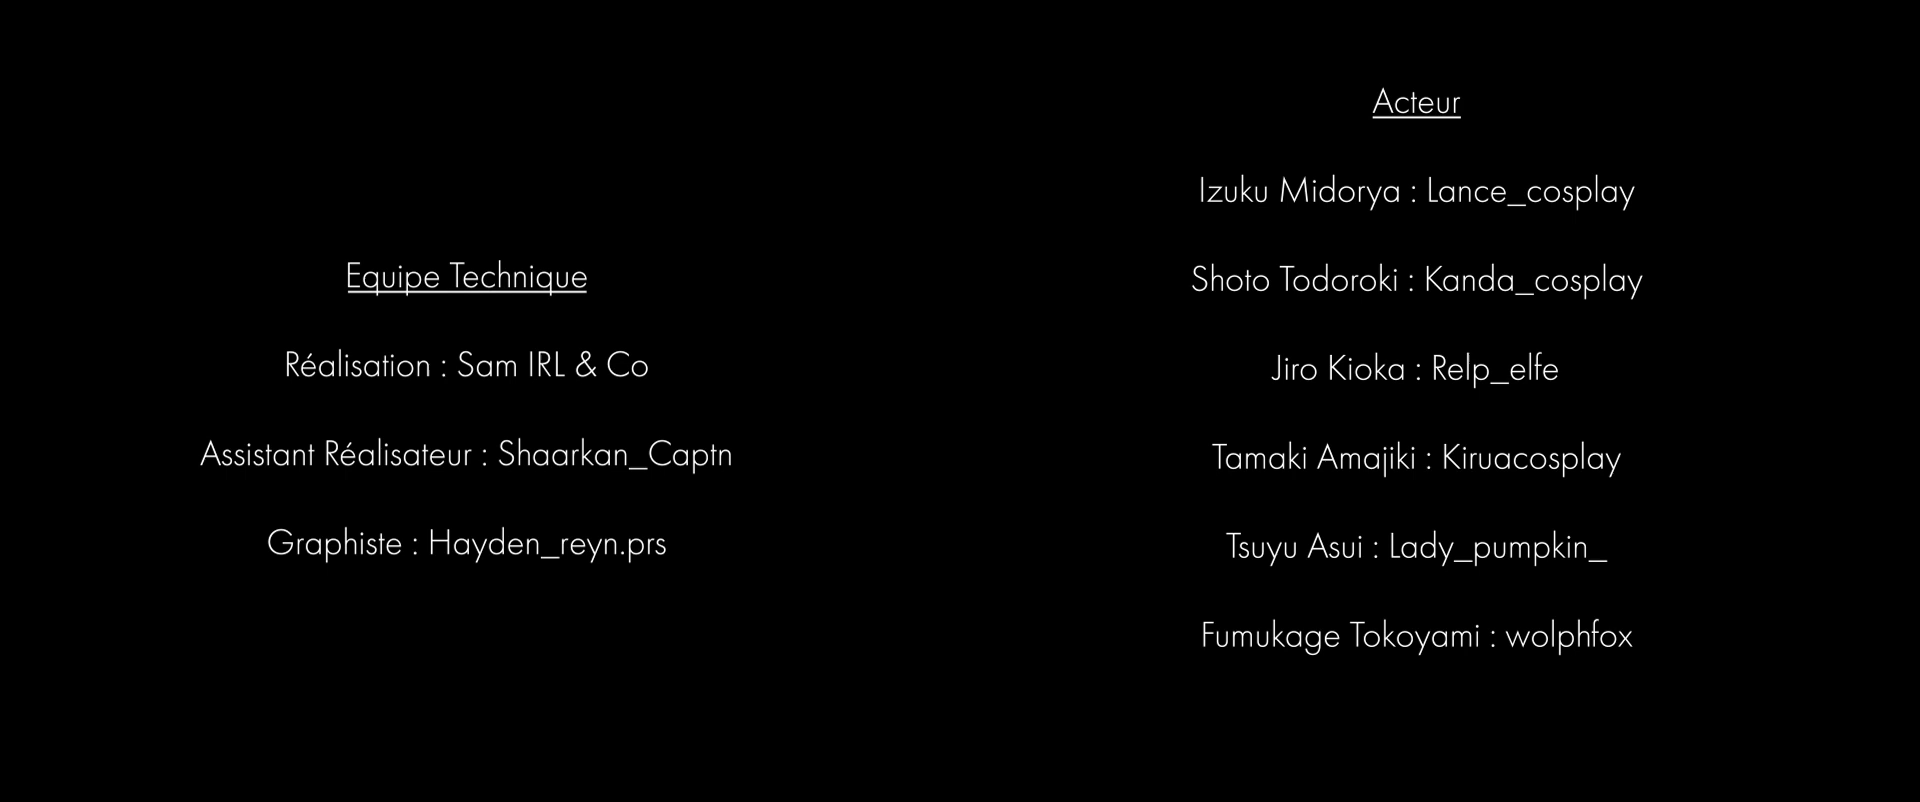 Equipe Technique
Réalisation : Sam IRL & Co
Assistant Réalisateur : Shaarkan_Captn
Graphiste : Hayden_reyn.prs
Acteur
Izuku Midorya : Lance_cosplay
Shoto Todoroki : Kanda_cosplay
Jiro Kioka : Relp_elfe
Tamaki Amajiki : Kiruacosplay
Tsuyu Asui : Lady_pumpkin_
Fumukage Tokoyami : wolphfox